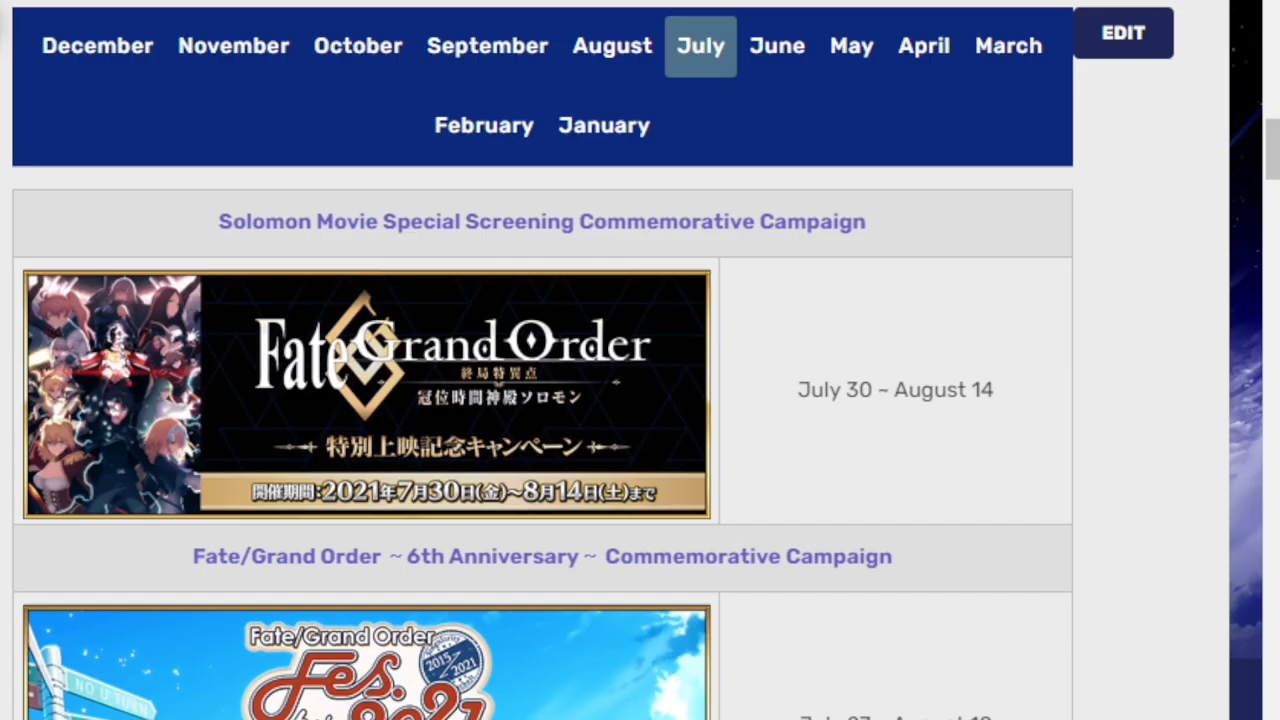 December November October September August July June May April March
EDIT
February January
Solomon Movie Special Screening Commemorative Campaign
Fate/Grand Order
終局特異点
冠位時間神殿ソロモン
特別上映記念キャンペーン
開催期間:2021年7月30日(金)~8月14日(土)まで
July 30 ~ August 14
Fate/Grand Order ~ 6th Anniversary ~ Commemorative Campaign
Fate/Grand Order
Fes.
2015
2021
2021
NO U TURN